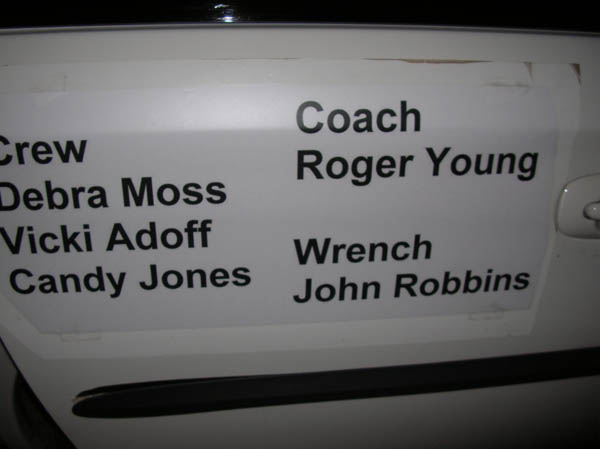 Crew
Debra Moss
Vicki Adoff
Candy Jones
Coach
Roger Young
Wrench
John Robbins